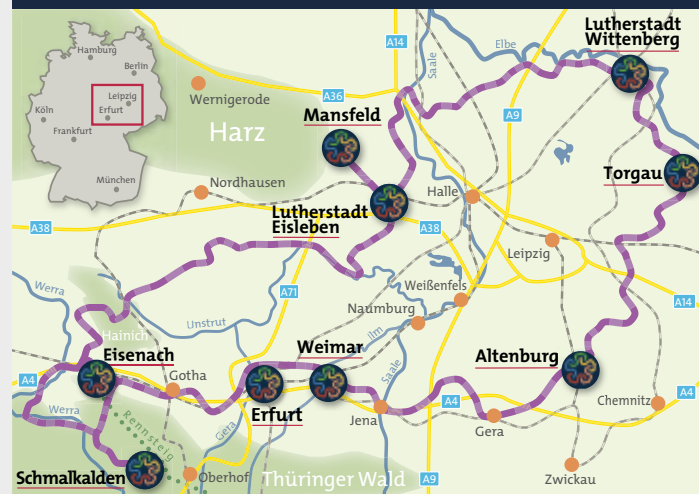 Hamburg
Berlin
Leipzig
Köln
Erfurt
Frankfurt
München
A14
Saale
Elbe
Lutherstadt
Wittenberg
Wernigerode
A36
Harz
Mansfeld
A9
Torgau
Nordhausen
Halle
Lutherstadt
Eisleben
A38
A38
Leipzig
Werra
A71
Weißenfels
A14
Unstrut
Naumburg
Hainich
Ilm
Eisenach
Weimar
Saale
Altenburg
Gotha
A4
Werra
Erfurt
Jena
A4
Gera
Chemnitz
A4
Rennsteig
Gera
Schmalkalden
Oberhof
Thüringer Wald
A9
Zwickau